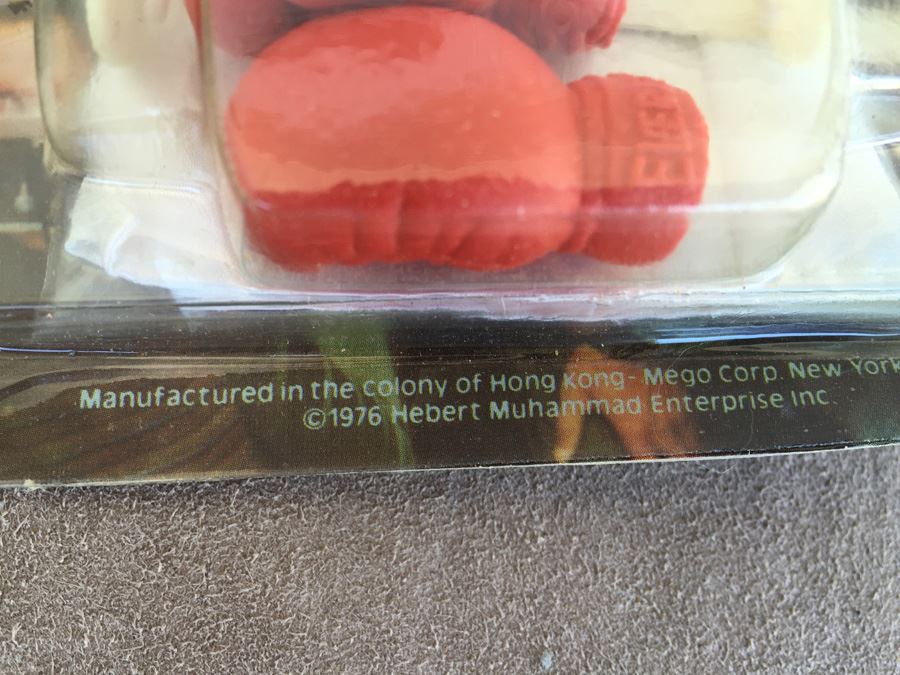 Manufactured in the colony of Hong Kong- Mego Corp. New York
©1976 Hebert Muhammad Enterprise Inc